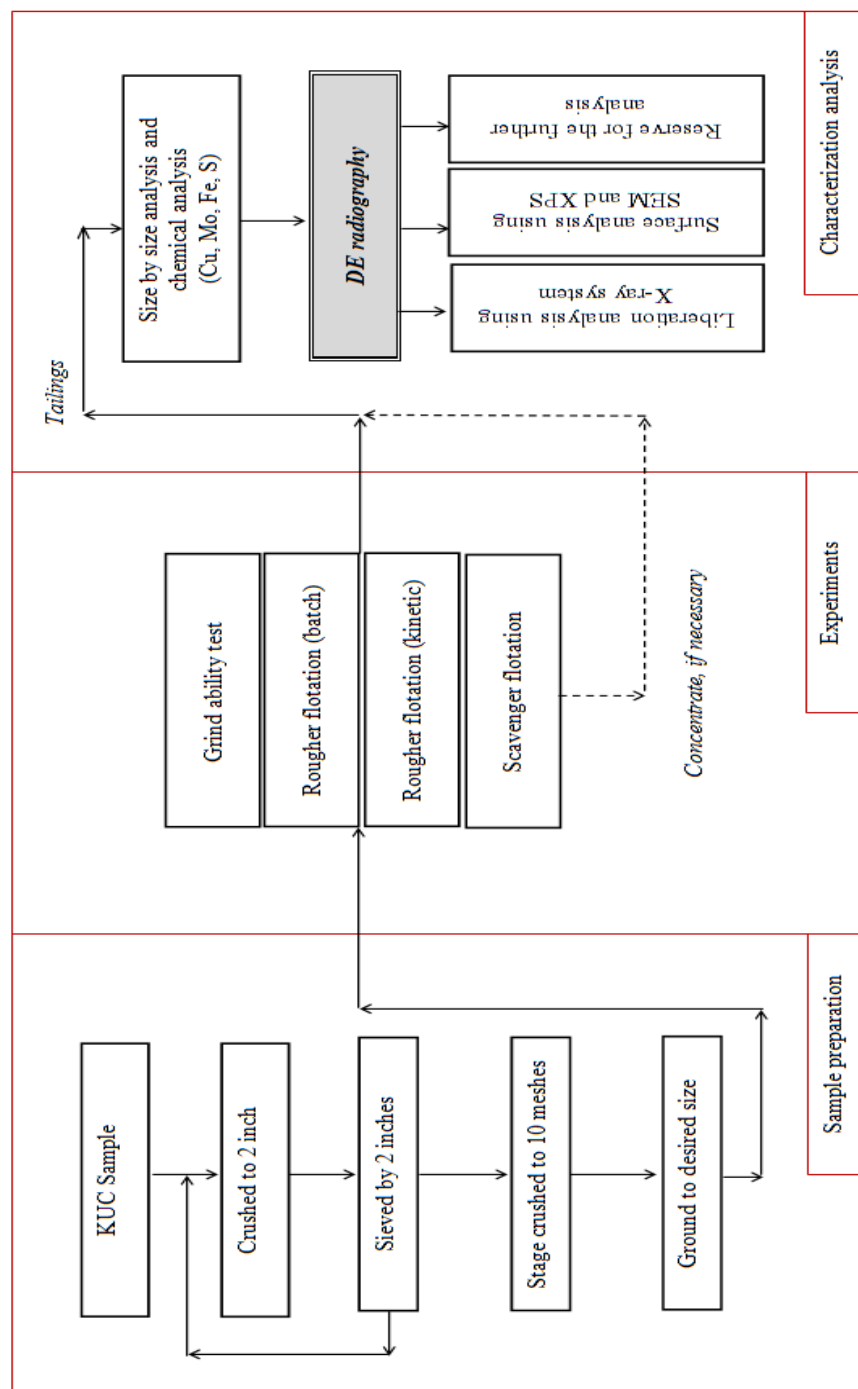 KUC Sample
Crushed to 2 inch
Sieved by 2 inches
Stage crushed to 10 meshes
Ground to desired size
Sample preparation
Grind ability test
Rougher flotation (batch)
Rougher flotation (kinetic)
Scavenger flotation
Concentrate, if necessary
Experiments
Tailings
Size by size analysis and
chemical analysis
(Cu, Mo, Fe, S)
DE radiography
Liberation analysis using
X-ray system
Surface analysis using
SEM and XPS
Reserve for the further
analysis
Characterization analysis